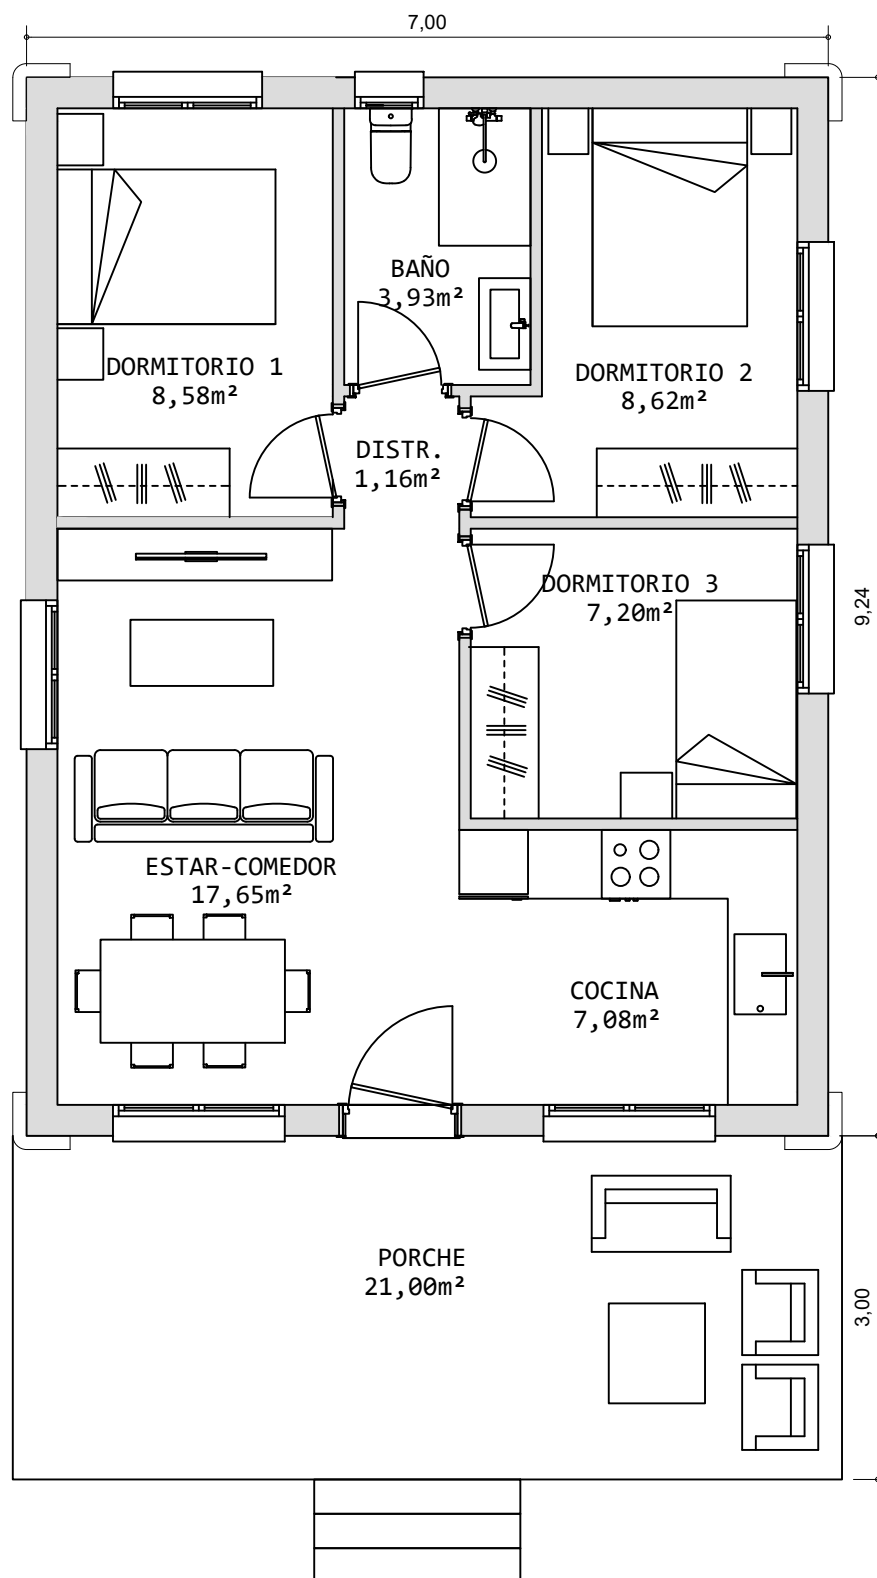 7,00
BAÑO
3,93m²
DORMITORIO 1
8,58m²
DORMITORIO 2
8,62m²
DISTR.
1,16m²
DORMITORIO 3
7,20m²
9,24
ESTAR-COMEDOR
17,65m²
COCINA
7,08m²
PORCHE
21,00m²
3,00